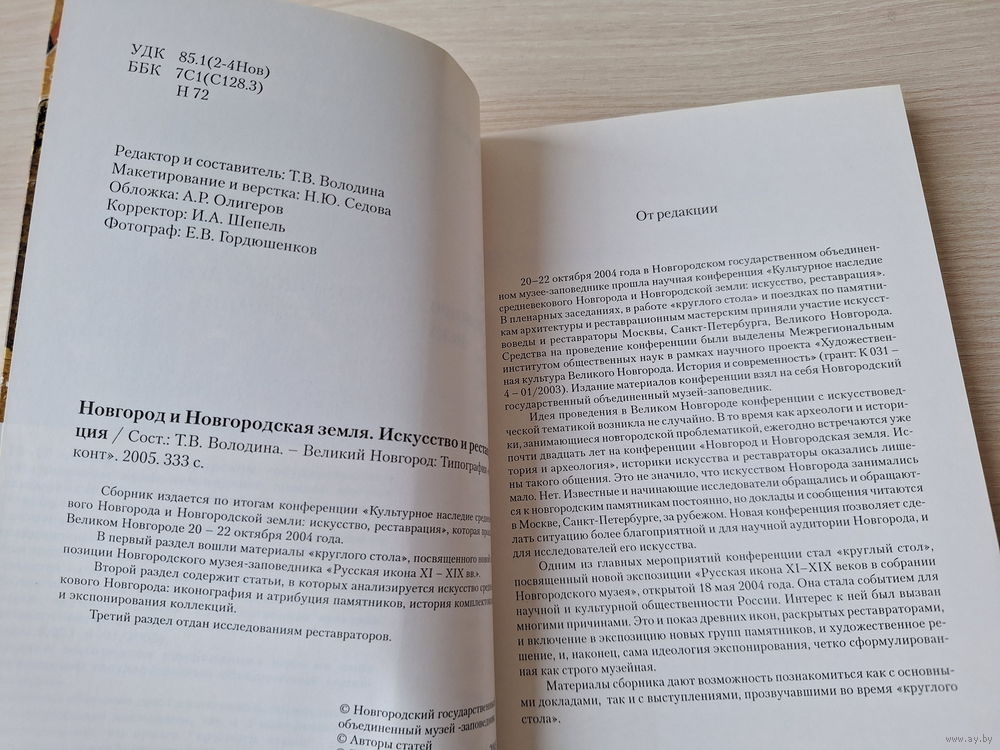 УДК 85.1(2-4Нов)
ББК 7С1(С128.3)
Н 72
Редактор и составитель: Т.В. Володина
Макетирование и верстка: Н.Ю. Седова
Обложка: А.Р. Олигеров
Корректор: И.А. Шепель
Фотограф: Е.В. Гордюшенков
Новгород и Новгородская земля. Искусство и
ция / Сост.: Т.В. Володина. – Великий Новгород: Типография
конт». 2005. 333 с.
Сборник издается по итогам конференции «Культурное наследие
вого Новгорода и Новгородской земли: искусство, реставрация», которая
Великом Новгороде 20 – 22 октября 2004 года.
В первый раздел вошли материалы «круглого стола», посвященного новой
позиции Новгородского музея-заповедника «Русская икона XI – XIX вв.».
Второй раздел содержит статьи, в которых анализируется искусство
кового Новгорода: иконография и атрибуция памятников, история
и экспонирования коллекций.
Третий раздел отдан исследованиям реставраторов.
© Новгородский государственный
объединенный музей -заповедник
© Авторы статей
От редакции
20–22 октября 2004 года в Новгородском государственном объединен-
ном музее-заповеднике прошла научная конференция «Культурное наследие
средневекового Новгорода и Новгородской земли: искусство, реставрация».
В пленарных заседаниях, в работе «круглого стола» и поездках по памятни-
кам архитектуры и реставрационным мастерским приняли участие искусст-
воведы и реставраторы Москвы, Санкт-Петербурга, Великого Новгорода.
Средства на проведение конференции были выделены Межрегиональным
институтом общественных наук в рамках научного проекта «Художествен-
ная культура Великого Новгорода. История и современность» (грант: К 031 –
4 – 01/2003). Издание материалов конференции взял на себя Новгородский
государственный объединенный музей-заповедник.
Идея проведения в Великом Новгороде конференции с искусствовед-
ческой тематикой возникла не случайно. В то время как археологи и истори-
ки, занимающиеся новгородской проблематикой, ежегодно встречаются уже
почти двадцать лет на конференции «Новгород и Новгородская земля. Ис-
тория и археология», историки искусства и реставраторы оказались лише-
ны такого общения. Это не значило, что искусством Новгорода занимались
мало. Нет. Известные и начинающие исследователи обращались и обращают-
ся к новгородским памятникам постоянно, но доклады и сообщения читаются
в Москве, Санкт-Петербурге, за рубежом. Новая конференция позволяет сде-
лать ситуацию более благоприятной и для научной аудитории Новгорода, и
для исследователей его искусства.
Одним из главных мероприятий конференции стал «круглый стол»,
посвященный новой экспозиции «Русская икона XI–XIX веков в собрании
Новгородского музея», открытой 18 мая 2004 года. Она стала событием для
научной и культурной общественности России. Интерес к ней был вызван
многими причинами. Это и показ древних икон, раскрытых реставраторами,
и включение в экспозицию новых групп памятников, и художественное ре-
шение, и, наконец, сама идеология экспонирования, четко сформулирован-
ная как строго музейная.
Материалы сборника дают возможность познакомиться как с основны-
ми докладами, так и с выступлениями, прозвучавшими во время «круглого
стола».
www.ay.by